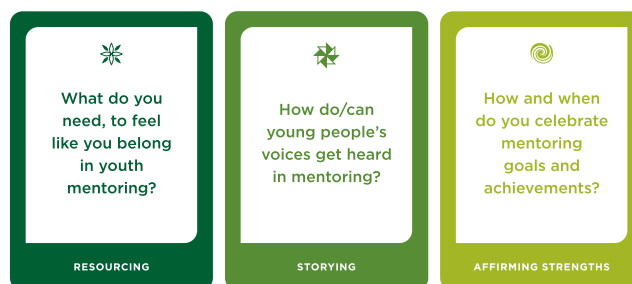 What do you
need, to feel
like you belong
in youth
mentoring?
RESOURCING
How do/can
young people's
voices get heard
in mentoring?
STORYING
How and when
do you celebrate
mentoring
goals and
achievements?
AFFIRMING STRENGTHS